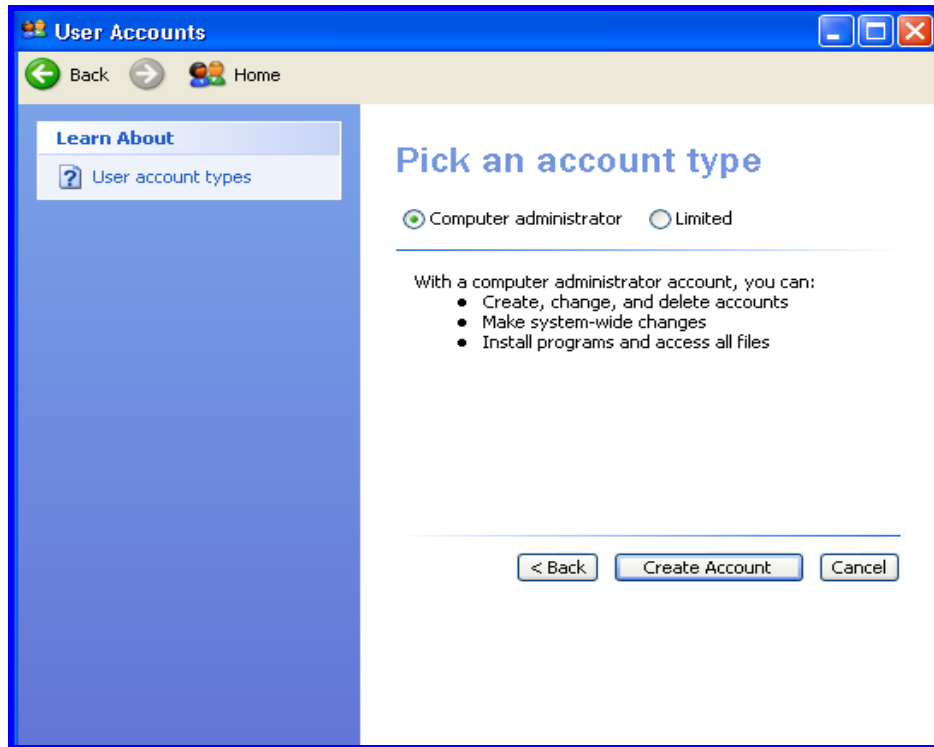 User Accounts
Back Home
Learn About
User account types
Pick an account type
Computer administrator Limited
With a computer administrator account, you can:
● Create, change, and delete accounts
● Make system-wide changes
● Install programs and access all files
< Back Create Account Cancel